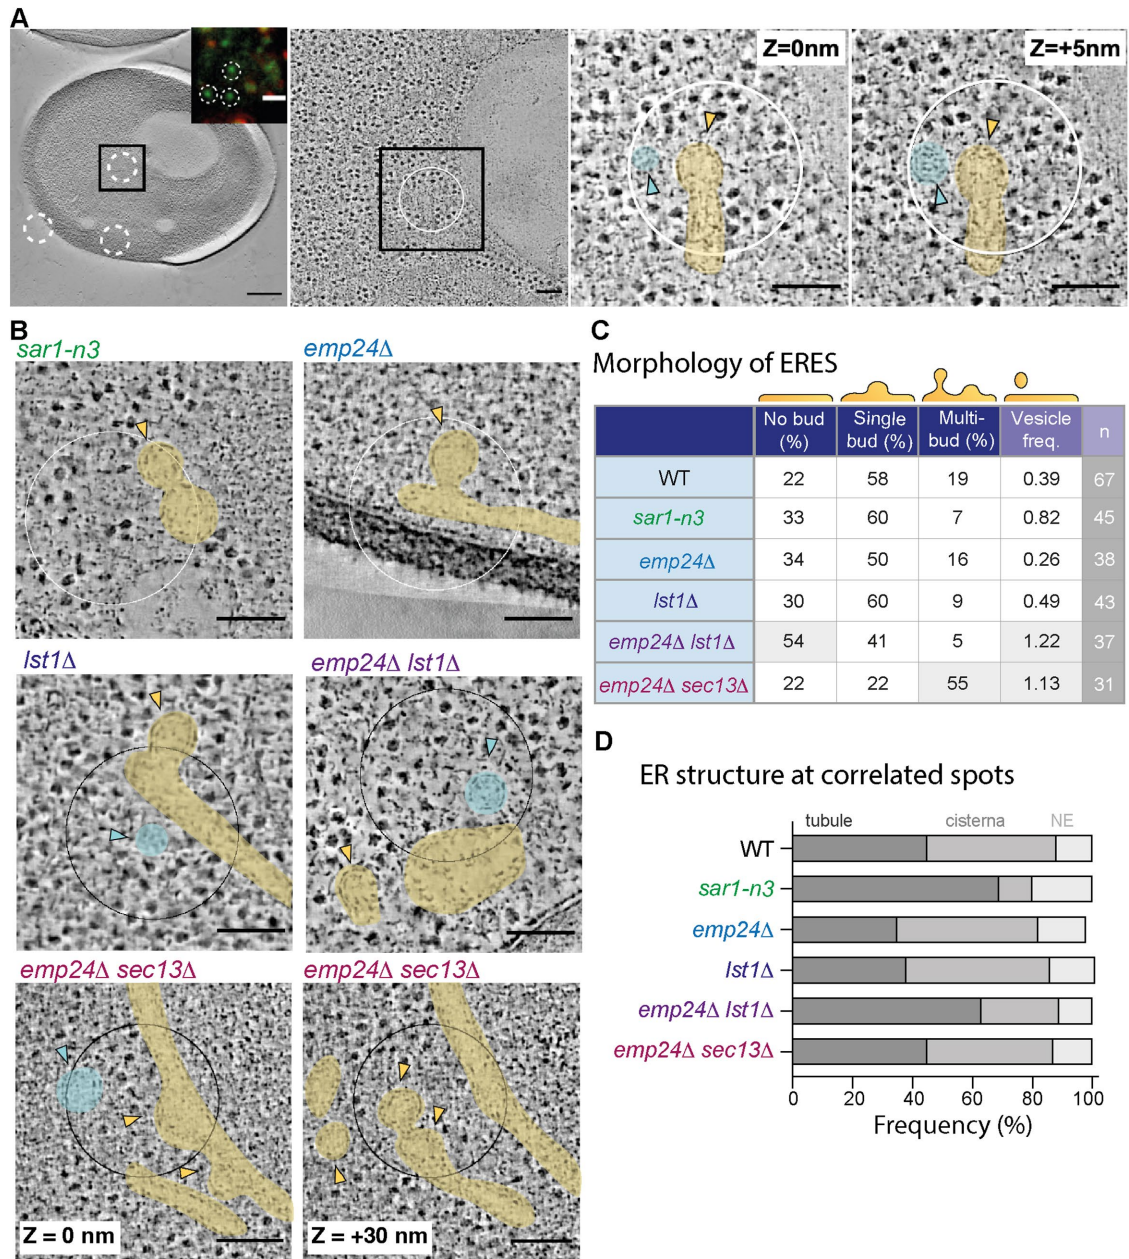 A
Z=0nm
Z=+5nm
B
sar1-n3
emp24Δ
lst1Δ
emp24Δ lst1Δ
emp24Δ sec13Δ
emp24Δ sec13Δ
Z = 0 nm
Z = +30 nm
C
Morphology of ERES
No bud (%)
Single bud (%)
Multi-bud (%)
Vesicle freq.
n
WT 22 58 19 0.39 67
sar1-n3 33 60 7 0.82 45
emp24Δ 34 50 16 0.26 38
lst1Δ 30 60 9 0.49 43
emp24Δ lst1Δ 54 41 5 1.22 37
emp24Δ sec13Δ 22 22 55 1.13 31
D
ER structure at correlated spots
tubule cisterna NE
WT
sar1-n3
emp24Δ
lst1Δ
emp24Δ lst1Δ
emp24Δ sec13Δ
0 20 40 60 80 100
Frequency (%)